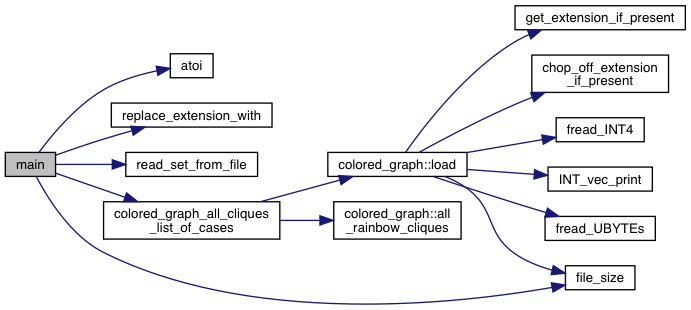 get_extension_if_present
atoi
chop_off_extension
_if_present
replace_extension_with
fread_INT4
main
read_set_from_file
colored_graph::load
INT_vec_print
colored_graph_all_cliques
_list_of_cases
colored_graph::all
_rainbow_cliques
fread_UBYTEs
file_size